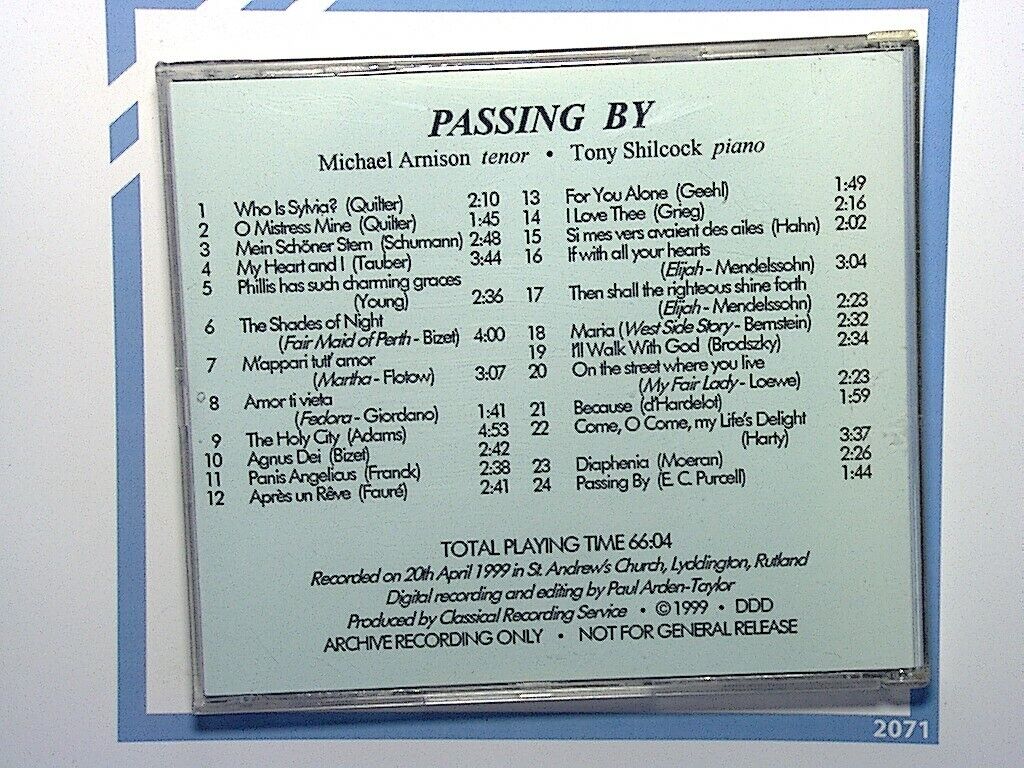 PASSING BY
Michael Arnison tenor • Tony Shilcock piano
1 Who Is Sylvia? (Quilter) 2:10
2 O Mistress Mine (Quilter) 1:45
3 Mein Schöner Stern (Schumann) 2:48
4 My Heart and I (Tauber) 3:44
5 Phillis has such charming graces
(Young) 2:36
6 The Shades of Night
(Fair Maid of Perth - Bizet) 4:00
7 M'appari tutt' amor
(Martha - Flotow) 3:07
8 Amor ti vieta
(Fedora - Giordano) 1:41
9 The Holy City (Adams) 4:53
10 Agnus Dei (Bizet) 2:42
11 Panis Angelicus (Franck) 2:38
12 Après un Rêve (Fauré) 2:41
13 For You Alone (Geehl) 1:49
14 I Love Thee (Grieg) 2:16
15 Si mes vers avaient des ailes (Hahn) 2:02
16 If with all your hearts
(Elijah - Mendelssohn) 3:04
17 Then shall the righteous shine forth
(Elijah - Mendelssohn) 2:23
18 Maria (West Side Story - Bernstein) 2:32
19 I'll Walk With God (Brodszky) 2:34
20 On the street where you live
(My Fair Lady - Loewe) 2:23
21 Because (d'Hardelot) 1:59
22 Come, O Come, my Life's Delight
(Harty) 3:37
23 Diaphenia (Moeran) 2:26
24 Passing By (E. C. Purcell) 1:44
TOTAL PLAYING TIME 66:04
Recorded on 20th April 1999 in St. Andrew's Church, Lyddington, Rutland
Digital recording and editing by Paul Arden-Taylor
Produced by Classical Recording Service • © 1999 • DDD
ARCHIVE RECORDING ONLY • NOT FOR GENERAL RELEASE
2071